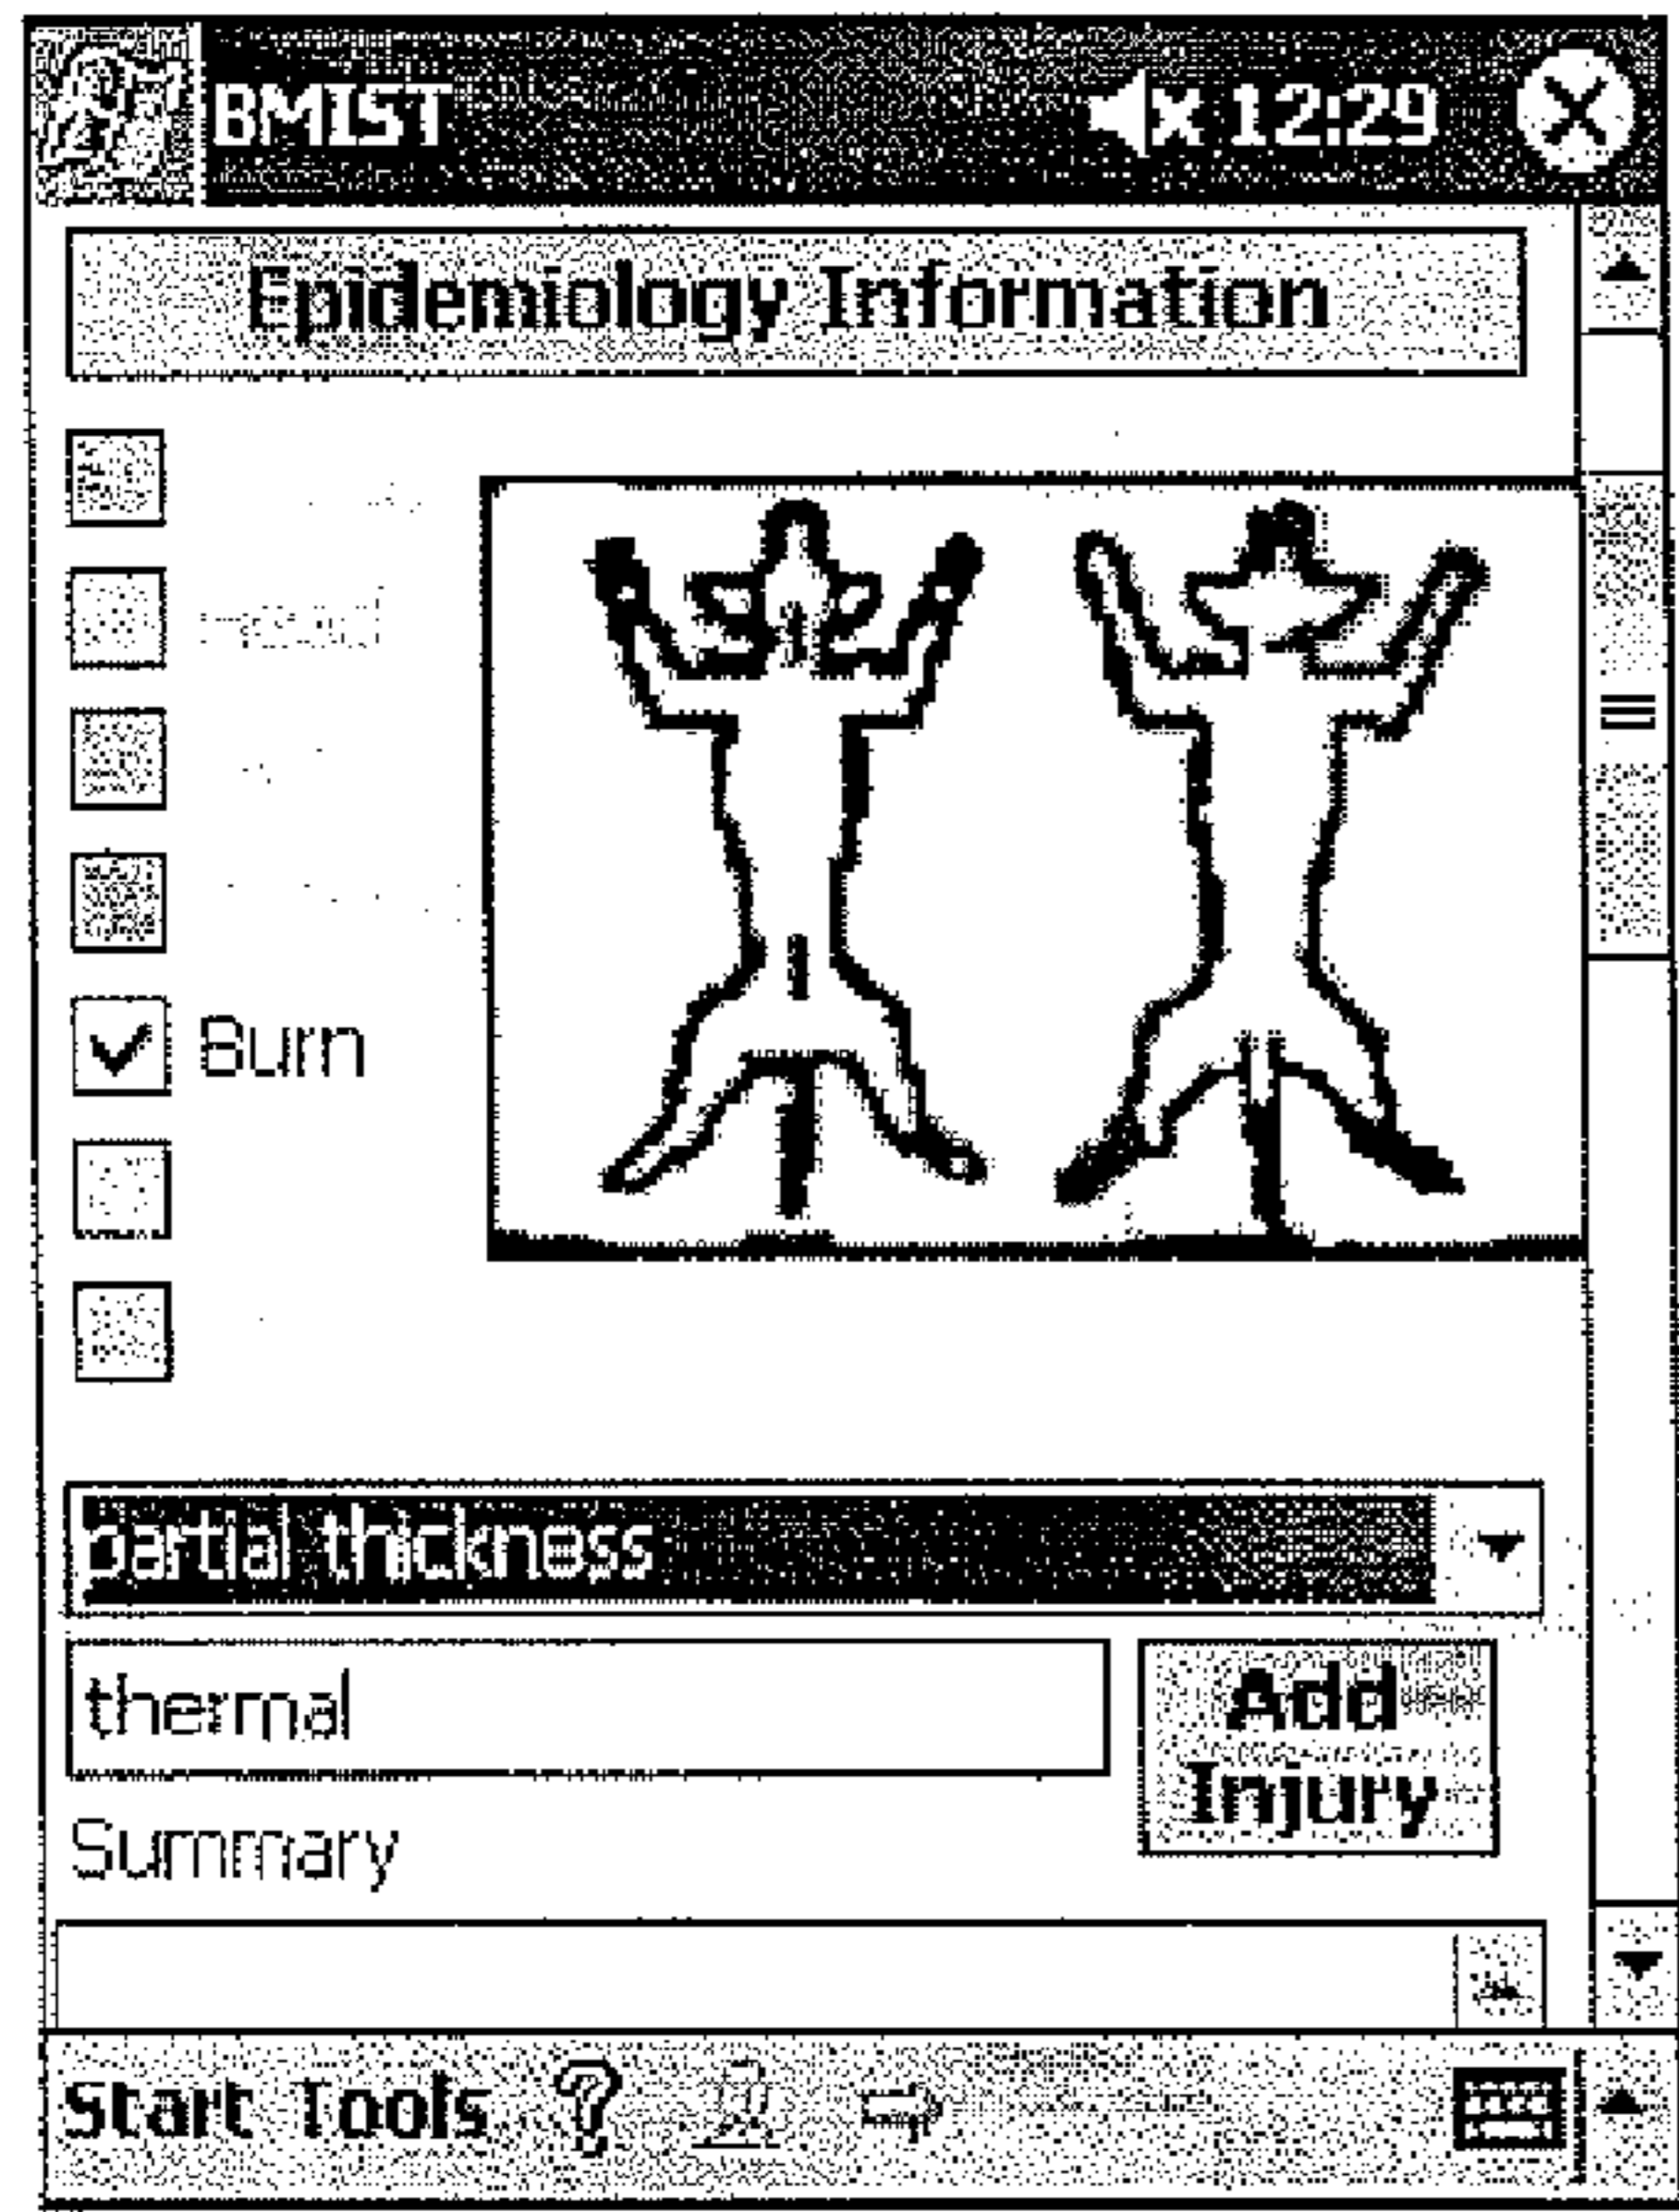 BMIST 12:29
Epidemiology Information
Burn
partial thickness
thermal
Add
Injury
Summary
Start Tools